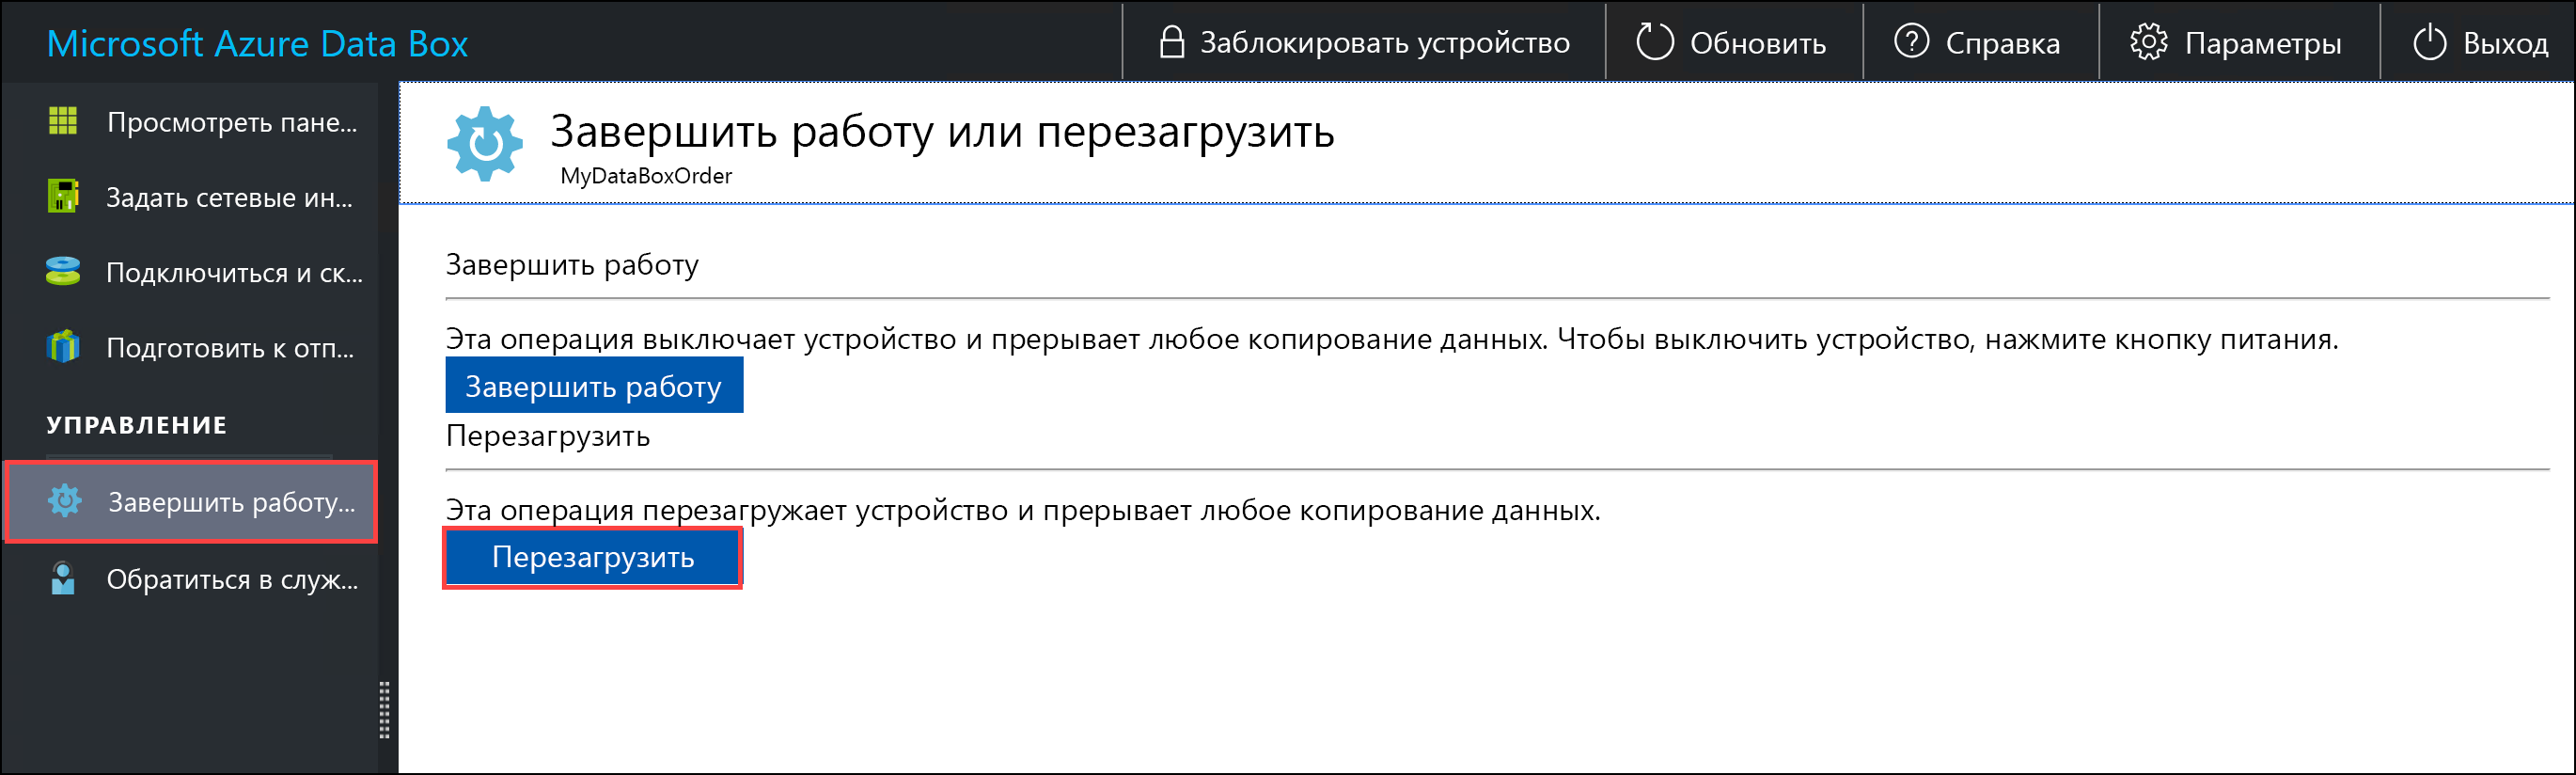 Microsoft Azure Data Box
Заблокировать устройство
Обновить
Справка
Параметры
Выход
Просмотреть пане...
Задать сетевые ин...
Подключиться и ск...
Подготовить к отп...
УПРАВЛЕНИЕ
Завершить работу...
Обратиться в служ...
Завершить работу или перезагрузить
MyDataBoxOrder
Завершить работу
Эта операция выключает устройство и прерывает любое копирование данных. Чтобы выключить устройство, нажмите кнопку питания.
Завершить работу
Перезагрузить
Эта операция перезагружает устройство и прерывает любое копирование данных.
Перезагрузить